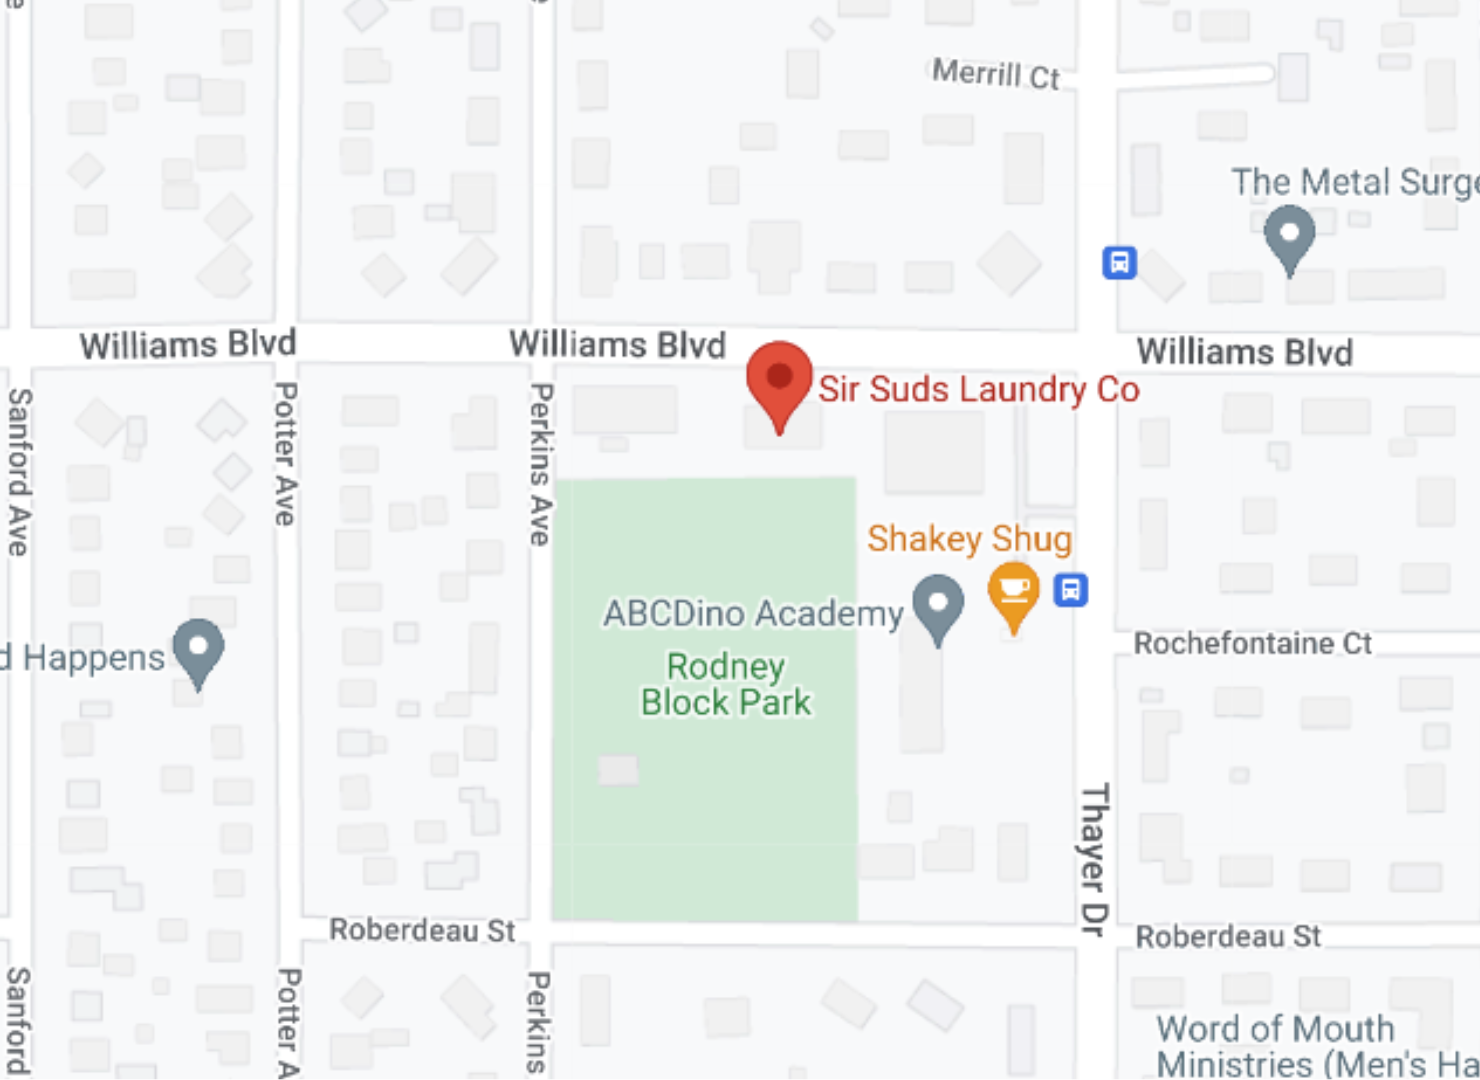 Merrill Ct
The Metal Surge
Williams Blvd
Williams Blvd
Williams Blvd
Sir Suds Laundry Co
Sanford Ave
Potter Ave
Perkins Ave
Shakey Shug
ABCDino Academy
Rodney
Block Park
d Happens
Rochefontaine Ct
Thayer Dr
Roberdeau St
Roberdeau St
Sanford
Potter A
Perkins
Word of Mouth
Ministries (Men's Ha